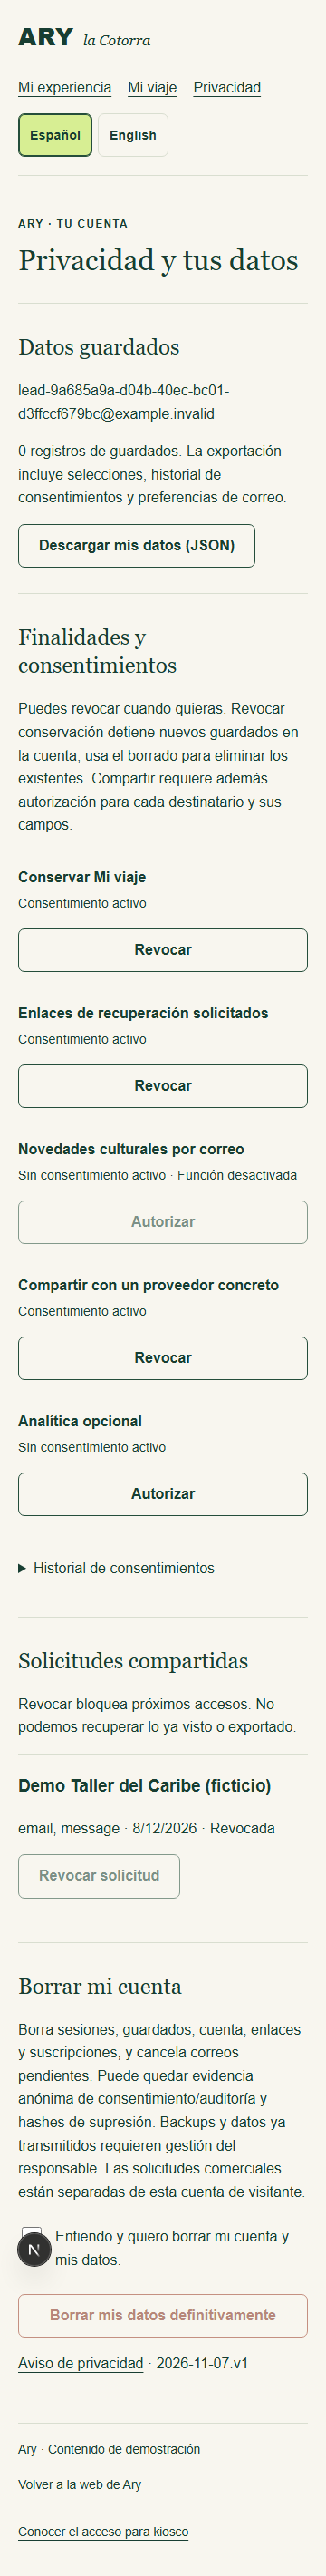 ARY la Cotorra
Mi experiencia Mi viaje Privacidad
Español English
ARY · TU CUENTA
Privacidad y tus datos
Datos guardados
lead-9a685a9a-d04b-40ec-bc01-
d3ffccf679bc@example.invalid
0 registros de guardados. La exportación
incluye selecciones, historial de
consentimientos y preferencias de correo.
Descargar mis datos (JSON)
Finalidades y
consentimientos
Puedes revocar cuando quieras. Revocar
conservación detiene nuevos guardados en
la cuenta; usa el borrado para eliminar los
existentes. Compartir requiere además
autorización para cada destinatario y sus
campos.
Conservar Mi viaje
Consentimiento activo
Revocar
Enlaces de recuperación solicitados
Consentimiento activo
Revocar
Novedades culturales por correo
Sin consentimiento activo · Función desactivada
Autorizar
Compartir con un proveedor concreto
Consentimiento activo
Revocar
Analítica opcional
Sin consentimiento activo
Autorizar
Historial de consentimientos
Solicitudes compartidas
Revocar bloquea próximos accesos. No
podemos recuperar lo ya visto o exportado.
Demo Taller del Caribe (ficticio)
email, message · 8/12/2026 · Revocada
Revocar solicitud
Borrar mi cuenta
Borra sesiones, guardados, cuenta, enlaces
y suscripciones, y cancela correos
pendientes. Puede quedar evidencia
anónima de consentimiento/auditoría y
hashes de supresión. Backups y datos ya
transmitidos requieren gestión del
responsable. Las solicitudes comerciales
están separadas de esta cuenta de visitante.
Entiendo y quiero borrar mi cuenta y
mis datos.
N
Borrar mis datos definitivamente
Aviso de privacidad · 2026-11-07.v1
Ary · Contenido de demostración
Volver a la web de Ary
Conocer el acceso para kiosco